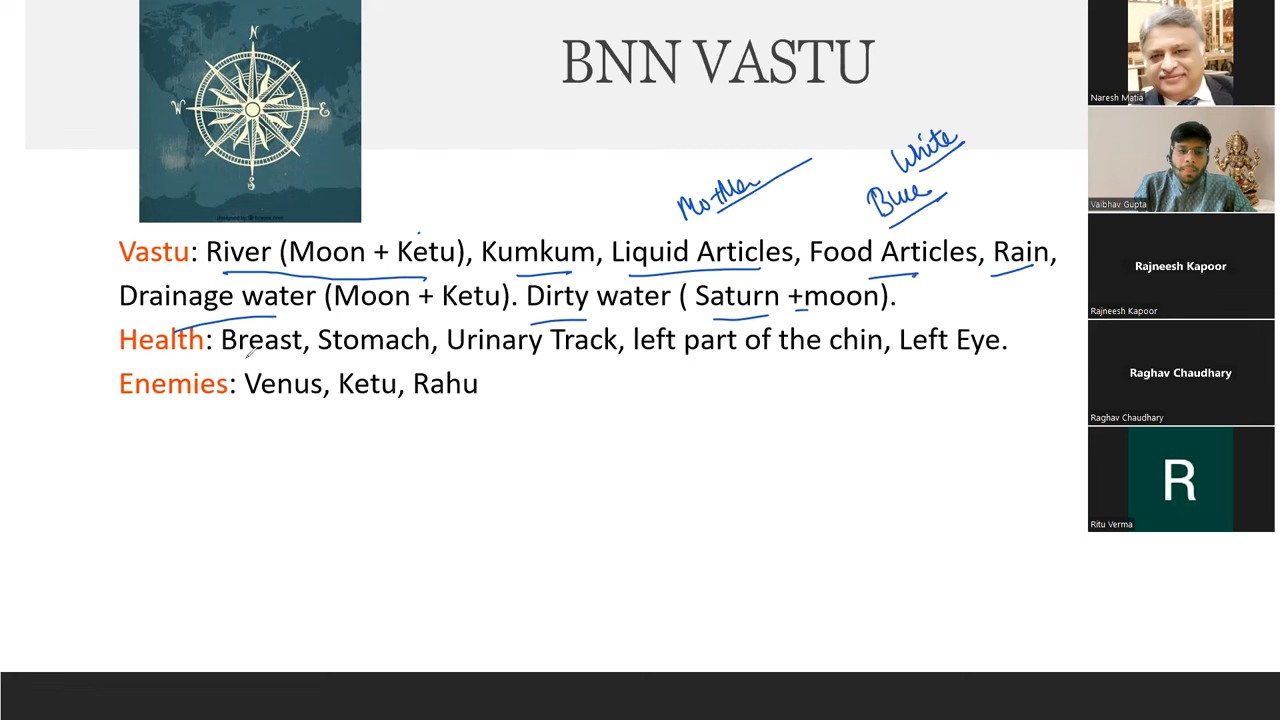 BNN VASTU
N
W
E
S
White
Mother
Blue
Vastu: River (Moon + Ketu), Kumkum, Liquid Articles, Food Articles, Rain,
Drainage water (Moon + Ketu). Dirty water ( Saturn +moon).
Health: Breast, Stomach, Urinary Track, left part of the chin, Left Eye.
Enemies: Venus, Ketu, Rahu
Naresh Matia
Vaibhav Gupta
Rajneesh Kapoor
Rajneesh Kapoor
Raghav Chaudhary
Raghav Chaudhary
R
Ritu Verma